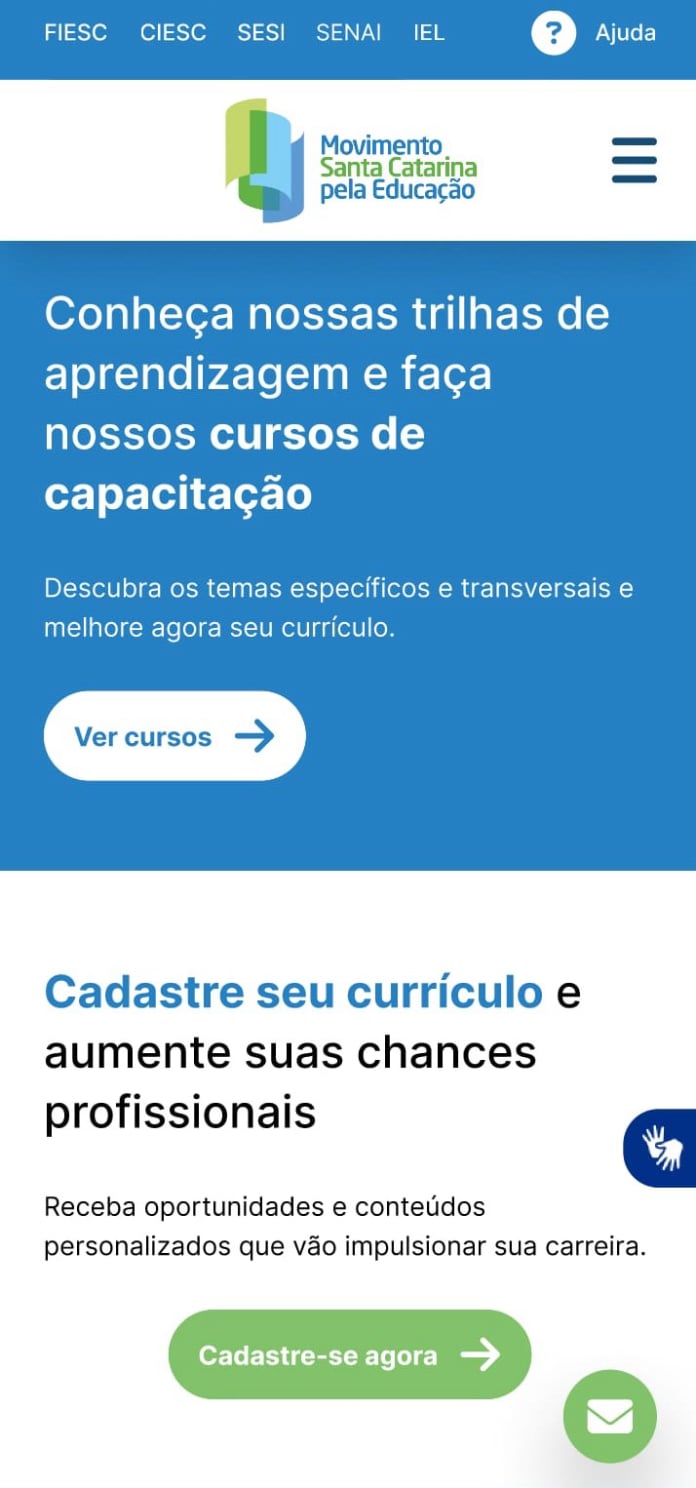 FIESC CIESC SESI SENAI IEL ? Ajuda
Movimento
Santa Catarina
pela Educação
Conheça nossas trilhas de
aprendizagem e faça
nossos cursos de
capacitação
Descubra os temas específicos e transversais e
melhore agora seu currículo.
Ver cursos
Cadastre seu currículo e
aumente suas chances
profissionais
Receba oportunidades e conteúdos
personalizados que vão impulsionar sua carreira.
Cadastre-se agora